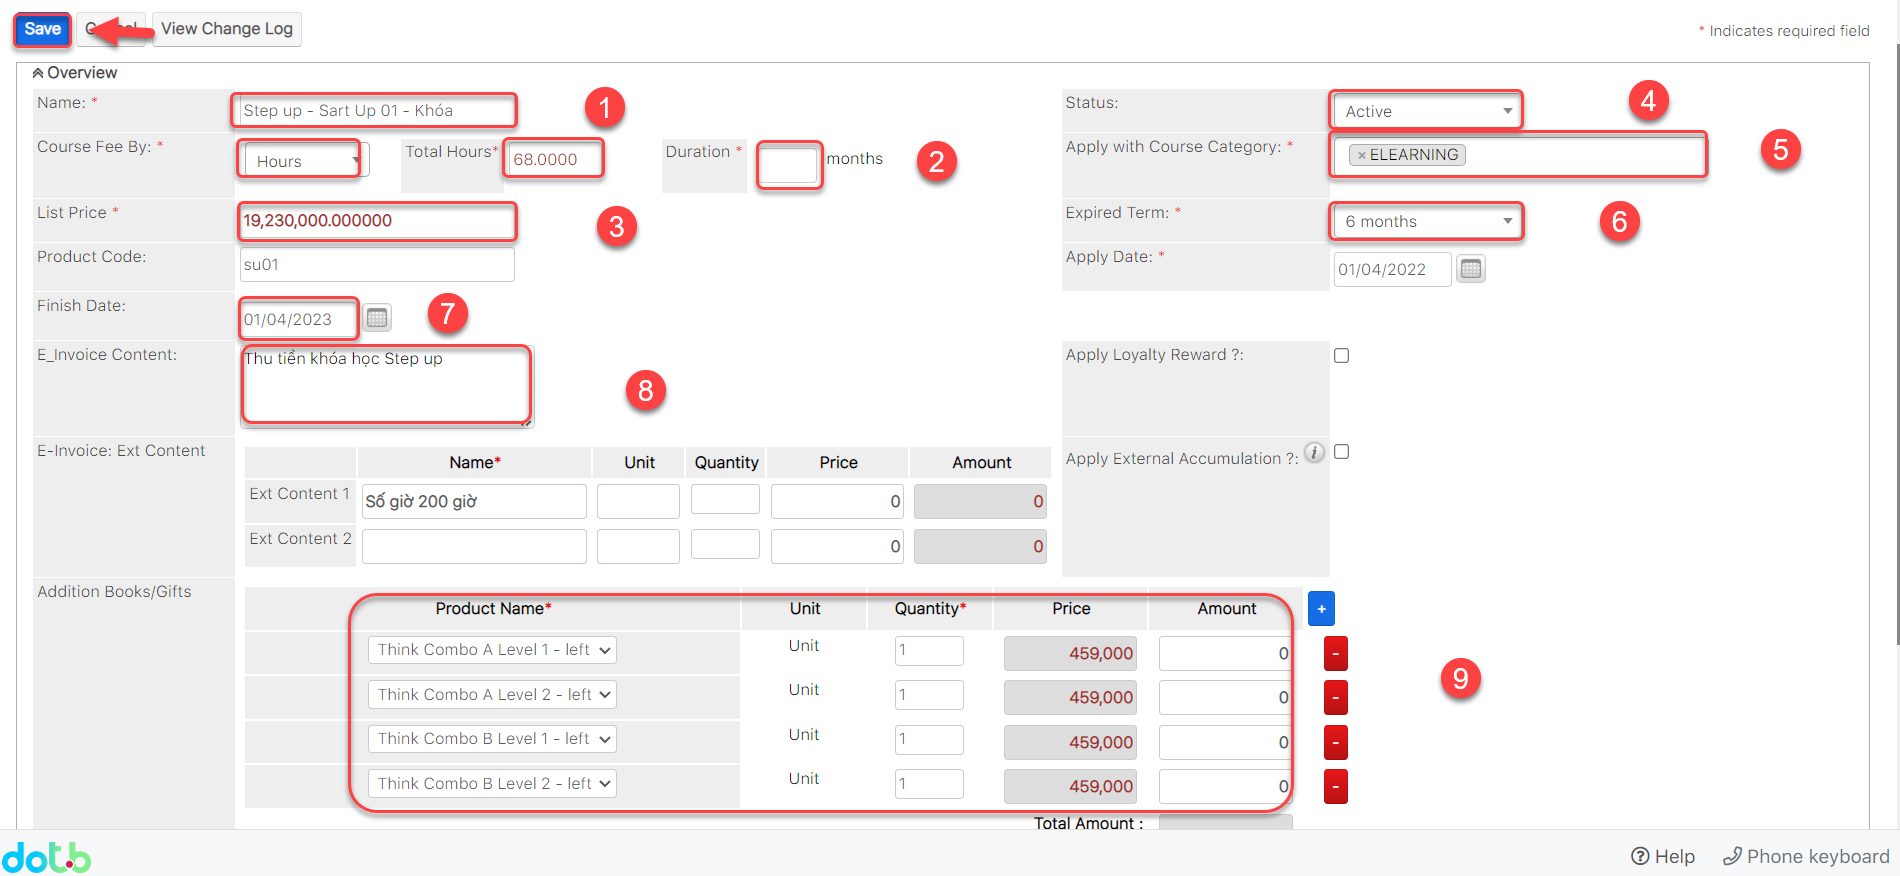 Save
View Change Log
* Indicates required field
Overview
Name: *
Step up - Sart Up 01 - Khóa
1
Status:
Active
4
Course Fee By: *
Hours
Total Hours*
68.0000
Duration *
months
2
Apply with Course Category: *
× ELEARNING
5
List Price *
19,230,000.000000
3
Expired Term: *
6 months
6
Product Code:
su01
Apply Date: *
01/04/2022
Finish Date:
01/04/2023
7
E_Invoice Content:
Thu tiền khóa học Step up
8
Apply Loyalty Reward ?:
E-Invoice: Ext Content
Name* Unit Quantity Price Amount
Ext Content 1 Số giờ 200 giờ 0 0
Ext Content 2 0 0
Apply External Accumulation ?: i
Addition Books/Gifts
Product Name* Unit Quantity* Price Amount +
Think Combo A Level 1 - left Unit 1 459,000 0 -
Think Combo A Level 2 - left Unit 1 459,000 0 -
9
Think Combo B Level 1 - left Unit 1 459,000 0 -
Think Combo B Level 2 - left Unit 1 459,000 0 -
Total Amount :
dotb
? Help
Phone keyboard